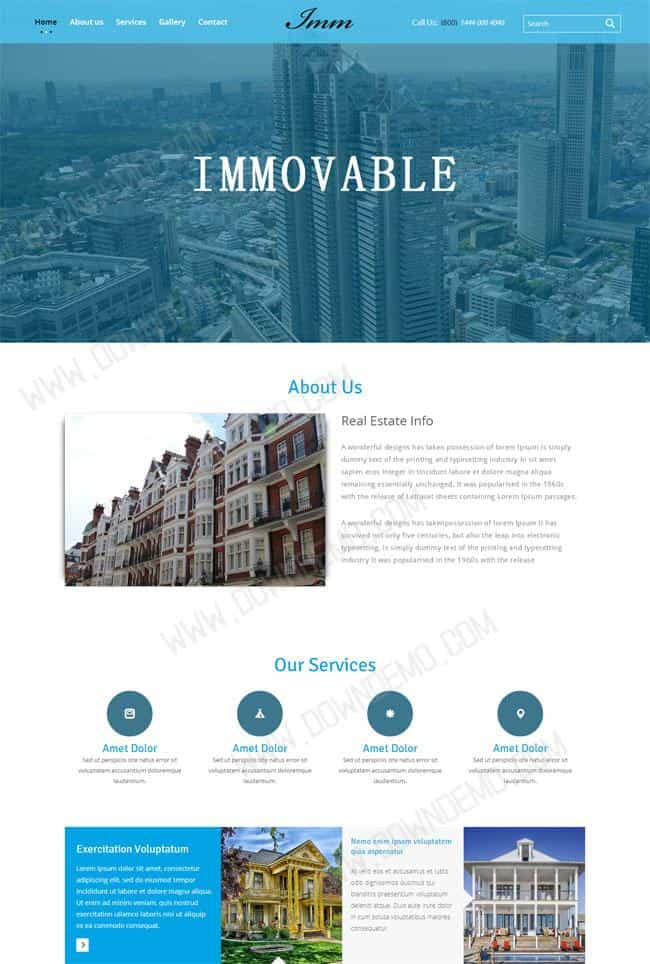 Home About us Services Gallery Contact
Imm
Call Us: (800) 1444 000 4040
Search
IMMOVABLE
About Us
Real Estate Info
A wonderful designs has taken possession of lorem Ipsum is simply
dummy text of the printing and typesetting industry In sit amet
sapien eros Integer in tincidunt labore et dolore magna aliqua
remaining essentially unchanged. It was popularised in the 1960s
with the release of Letraset sheets containing Lorem Ipsum passages.
A wonderful designs has takenpossession of lorem Ipsum It has
survived not only five centuries, but also the leap into electronic
typesetting, Is simply dummy text of the printing and typesetting
industry It was popularised in the 1960s with the release
Our Services
Amet Dolor
Sed ut perspicis site natus error sit
voluptatem accusantium doloremque
laudantium.
Amet Dolor
Sed ut perspicis site natus error sit
voluptatem accusantium doloremque
laudantium.
Amet Dolor
Sed ut perspicis site natus error sit
voluptatem accusantium doloremque
laudantium.
Amet Dolor
Sed ut perspicis site natus error sit
voluptatem accusantium doloremque
laudantium.
Exercitation Voluptatum
Lorem Ipsum dolor sit amet, consectetur
adipiscing elit, sed do eiusmod tempor
incididunt ut labore et dolore magna aliqua.
Ut enim ad minim veniam, quis nostrud
exercitation ullamco laboris nisi ut aliquip
ex ea commodo consequat.
Nemo enim ipsam voluptatem
quia aspernatur
At vero eos et accusamus et iusto
odio dignissimos ducimus qui
blanditiis praesentium voluptatum
deleniti atque. Duis aute irure dolor
in cum soluta voluptatibus maiores
consequatur.
WWW.DOWNDEMO.COM
WWW.DOWNDEMO.COM